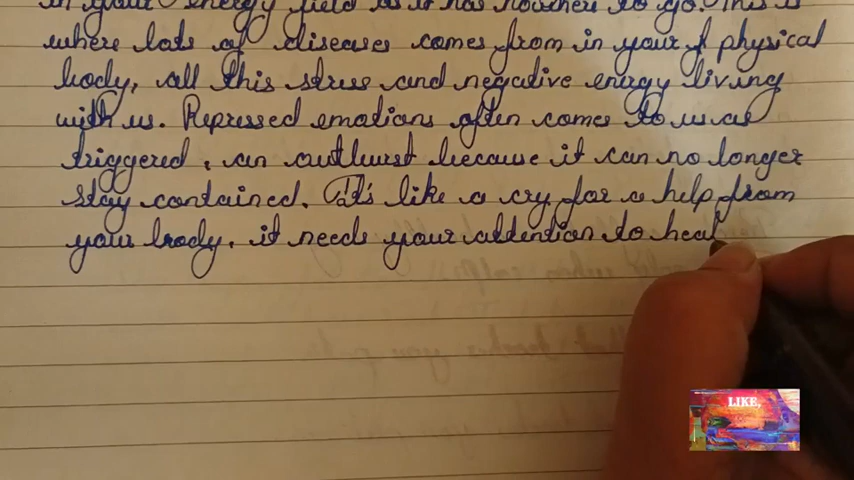 in your energy field as it has nowhere to go. This is
where lots of diseases comes from in your physical
body, all this stress and negative energy living
with us. Repressed emotions often comes to us as
triggered, an outburst because it can no longer
stay contained. It's like a cry for a help from
your body, it needs your attention to heal
LIKE,